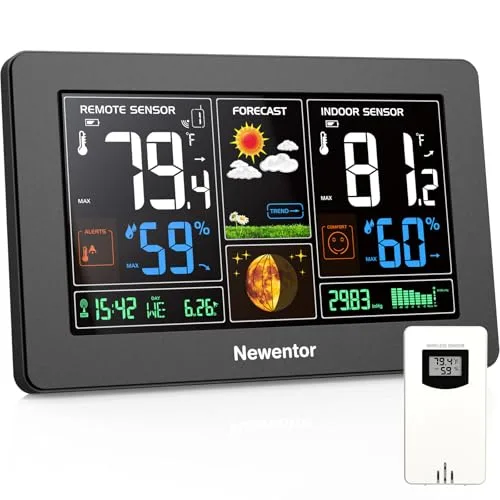 REMOTE SENSOR
1
79.4 °F
MAX
ALERTS
59%
MAX
FORECAST
TREND→
INDOOR SENSOR
81.2 °F
MAX
COMFORT
60%
MAX
15:42 DAY WE 6.26
29.83 inHg
Newentor
WIRELESS SENSOR
79.4°F
59%